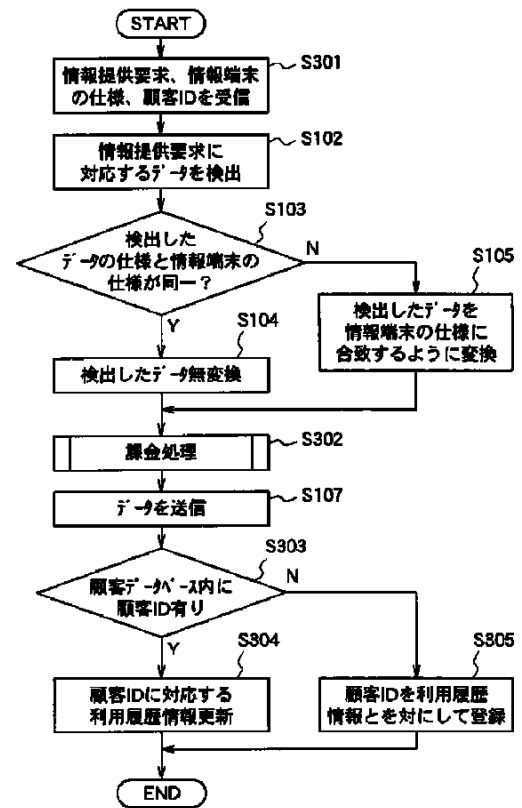 START
S301
情報提供要求、情報端末
の仕様、顧客IDを受信
S102
情報提供要求に
対応するデータを検出
S103
検出した
データの仕様と情報端末の
仕様が同一？
N
Y
S105
検出したデータを
情報端末の仕様に
合致するように変換
S104
検出したデータ無変換
S302
課金処理
S107
データを送信
S303
顧客データベース内に
顧客ID有り
N
Y
S304
顧客IDに対応する
利用履歴情報更新
S305
顧客IDを利用履歴
情報とを対にして登録
END